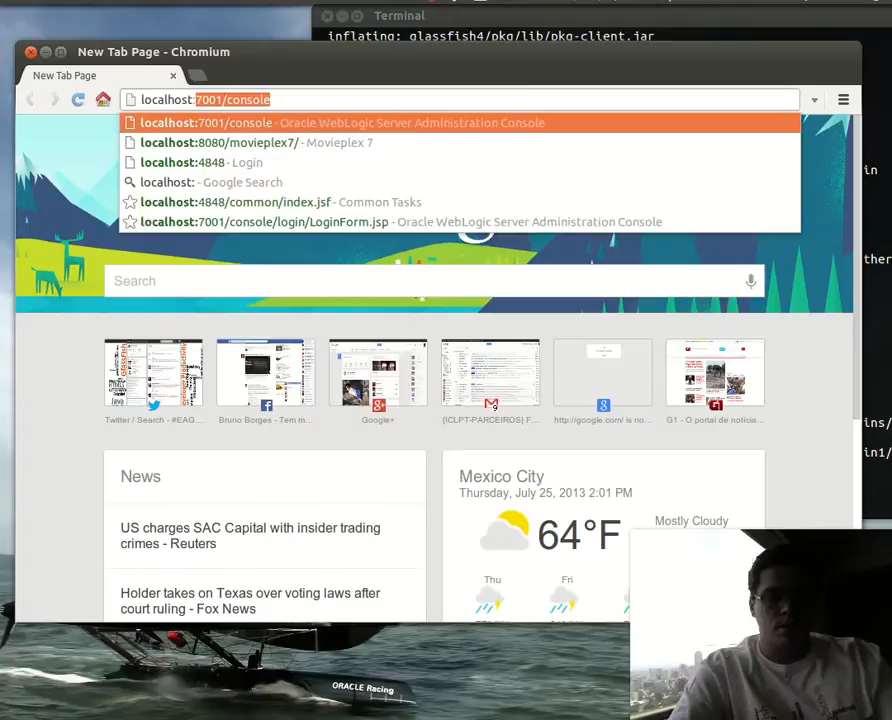 Terminal
inflating: glassfish4/pkg/lib/pkg-client.jar
New Tab Page - Chromium
New Tab Page
localhost:7001/console
localhost:7001/console - Oracle WebLogic Server Administration Console
localhost:8080/movieplex7/ - Movieplex 7
in
localhost:4848 - Login
localhost: - Google Search
localhost:4848/common/index.jsf - Common Tasks
localhost:7001/console/login/LoginForm.jsp - Oracle WebLogic Server Administration Console
ther
Search
Twitter / Search - #EAG...
Bruno Borges - Tem m...
Google+
9
[ICLPT-PARCEIROS] F...
http://google.com/ is no...
G1 - O portal de notícia...
ins/
in1/
News
US charges SAC Capital with insider trading
crimes - Reuters
Holder takes on Texas over voting laws after
court ruling - Fox News
Mexico City
Thursday, July 25, 2013 2:01 PM
64°F
Mostly Cloudy
Thu
Fri
ORACLE Racing